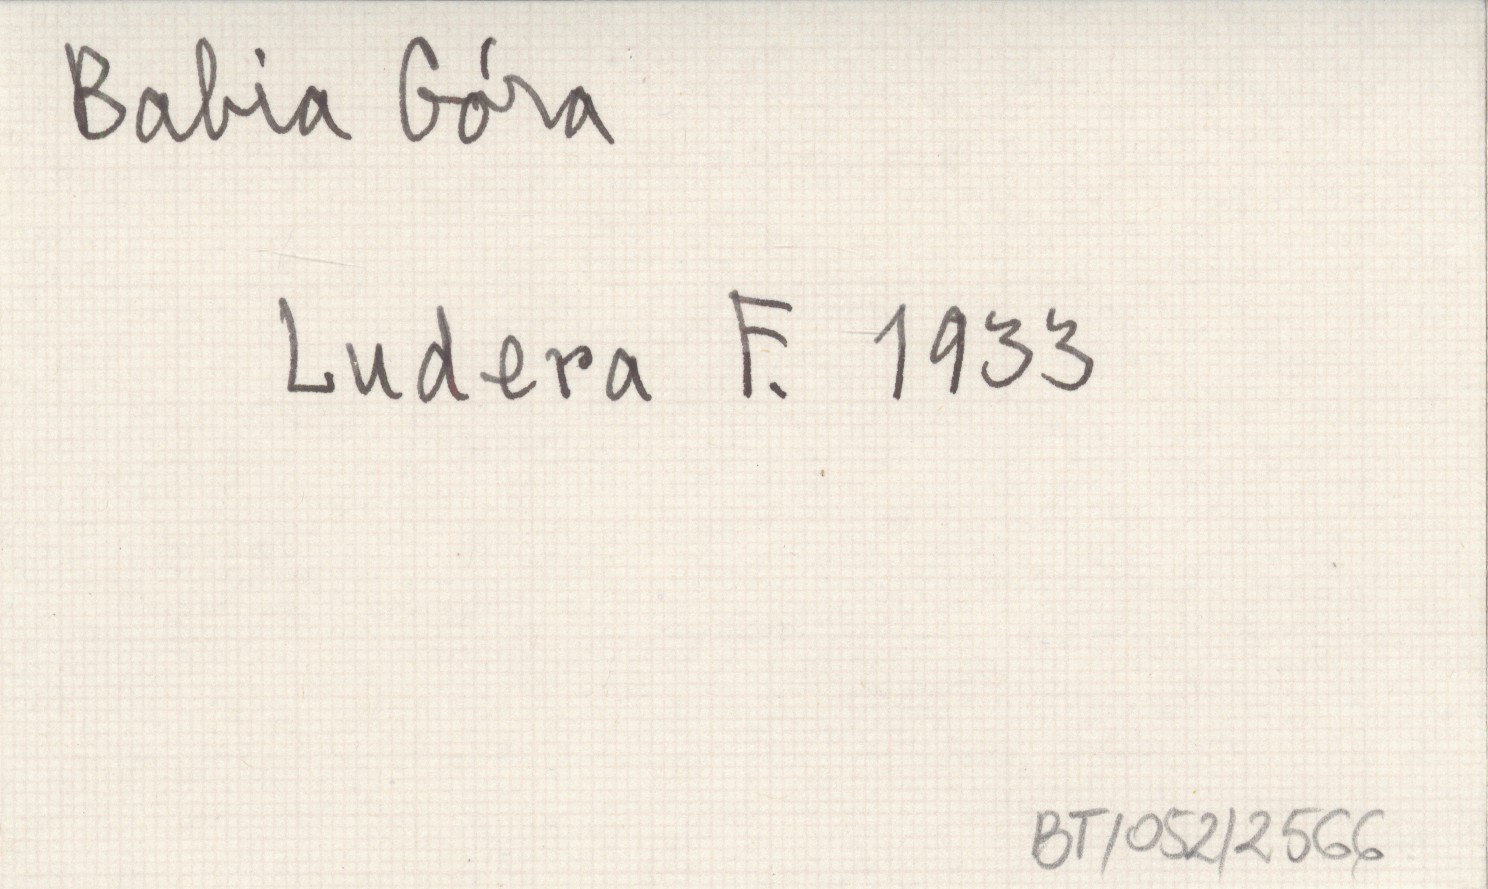 Babia Góra
Ludera F. 1933
BT/052/2566